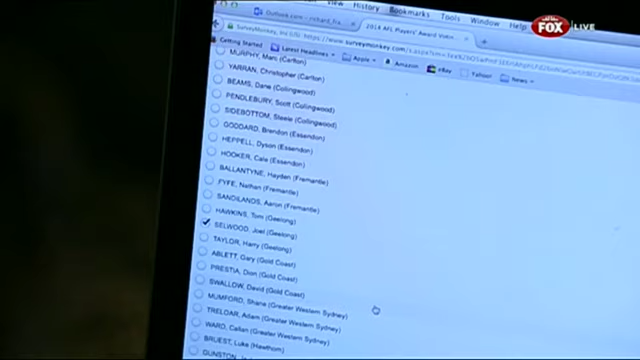 View History Bookmarks Tools Window Help
FOX LIVE
Outlook.com
2014 AFL Players' Award
SurveyMonkey, Inc. https://www.surveymonkey.com
Getting Started Latest Headlines Apple Amazon eBay Yahoo! News
MURPHY, Marc (Carlton)
YARRAN, Christopher (Carlton)
BEAMS, Dane (Collingwood)
PENDLEBURY, Scott (Collingwood)
SIDEBOTTOM, Steele (Collingwood)
GODDARD, Brendon (Essendon)
HEPPELL, Dyson (Essendon)
HOOKER, Cale (Essendon)
BALLANTYNE, Hayden (Fremantle)
FYFE, Nathan (Fremantle)
SANDILANDS, Aaron (Fremantle)
HAWKINS, Tom (Geelong)
SELWOOD, Joel (Geelong)
TAYLOR, Harry (Geelong)
ABLETT, Gary (Gold Coast)
PRESTIA, Dion (Gold Coast)
SWALLOW, David (Gold Coast)
MUMFORD, Shane (Greater Western Sydney)
TRELOAR, Adam (Greater Western Sydney)
WARD, Callan (Greater Western Sydney)
BRUEST, Luke (Hawthorn)
GUNSTON,